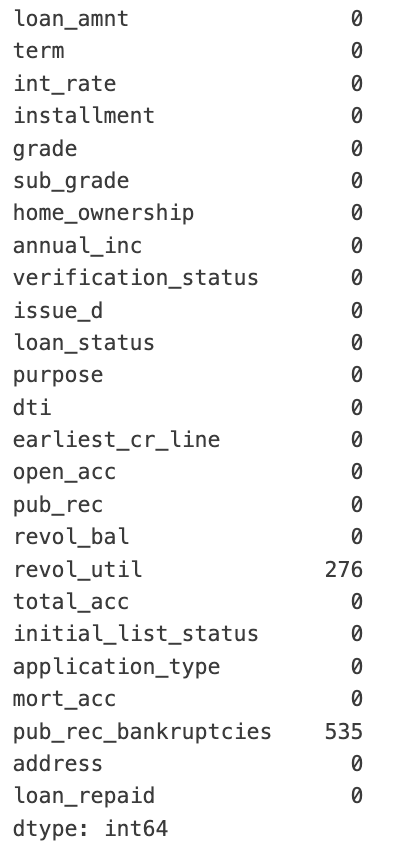 loan_amnt 0
term 0
int_rate 0
installment 0
grade 0
sub_grade 0
home_ownership 0
annual_inc 0
verification_status 0
issue_d 0
loan_status 0
purpose 0
dti 0
earliest_cr_line 0
open_acc 0
pub_rec 0
revol_bal 0
revol_util 276
total_acc 0
initial_list_status 0
application_type 0
mort_acc 0
pub_rec_bankruptcies 535
address 0
loan_repaid 0
dtype: int64